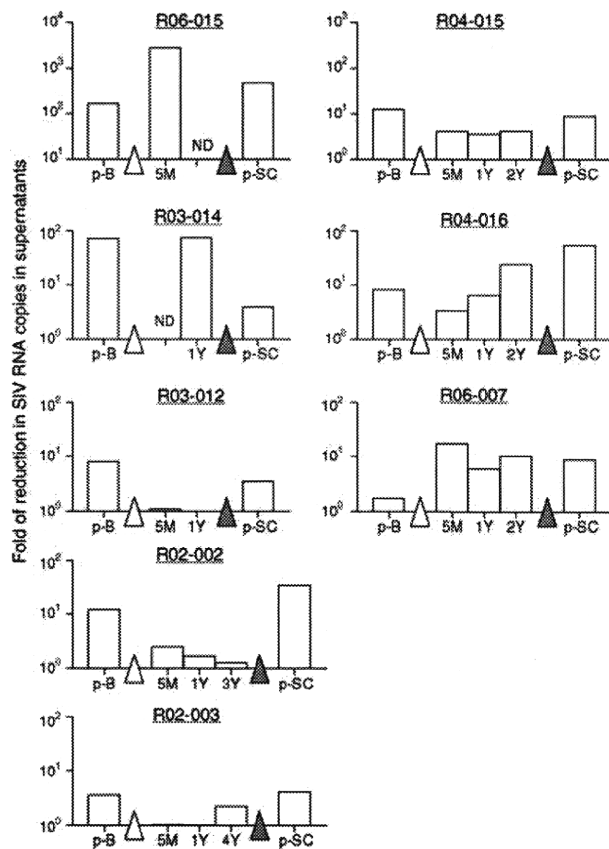 Fold of reduction in SIV RNA copies in supernatants
R06-015
10⁴
10³
10²
10¹
ND
p-B 5M 1Y p-SC
R04-015
10³
10²
10¹
10⁰
p-B 5M 1Y 2Y p-SC
R03-014
10²
10¹
10⁰
ND
p-B 1Y p-SC
R04-016
10²
10¹
10⁰
p-B 5M 1Y 2Y p-SC
R03-012
10²
10¹
10⁰
p-B 5M 1Y p-SC
R06-007
10²
10¹
10⁰
p-B 5M 1Y 2Y p-SC
R02-002
10²
10¹
10⁰
p-B 5M 1Y 3Y p-SC
R02-003
10²
10¹
10⁰
p-B 5M 1Y 4Y p-SC